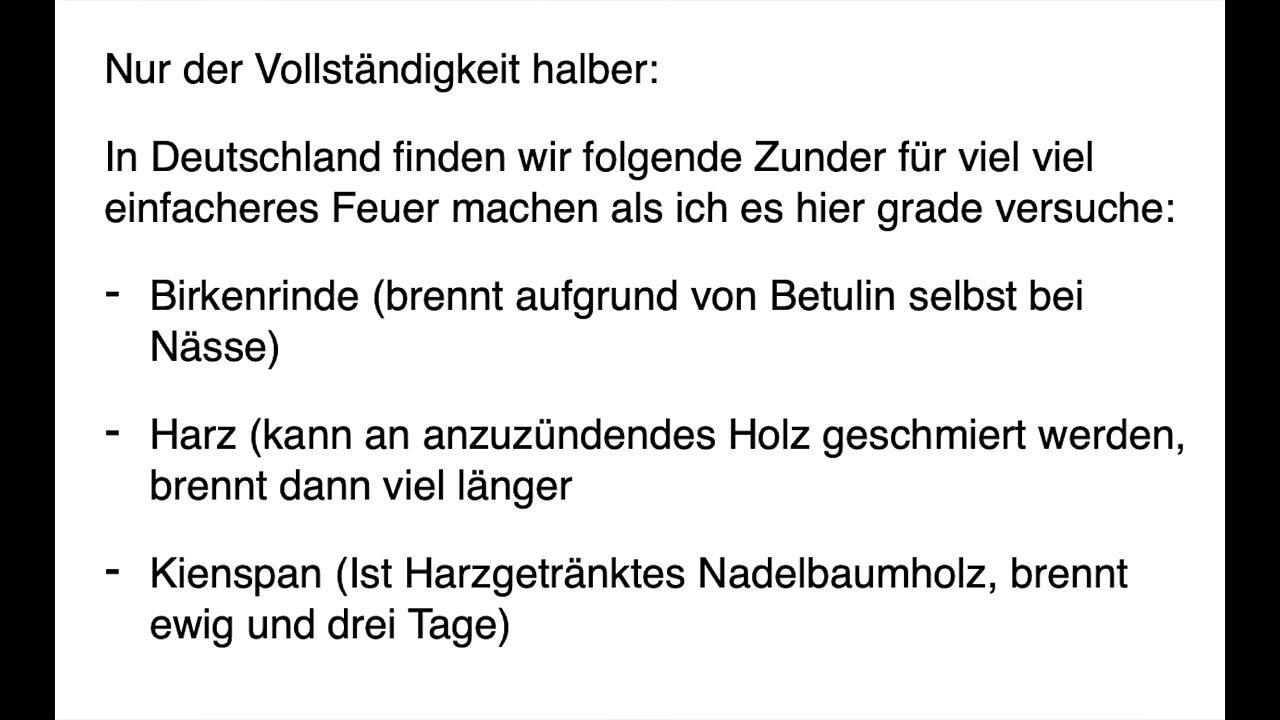 Nur der Vollständigkeit halber:
In Deutschland finden wir folgende Zunder für viel viel
einfacheres Feuer machen als ich es hier grade versuche:
- Birkenrinde (brennt aufgrund von Betulin selbst bei
Nässe)
- Harz (kann an anzuzündendes Holz geschmiert werden,
brennt dann viel länger
- Kienspan (Ist Harzgetränktes Nadelbaumholz, brennt
ewig und drei Tage)